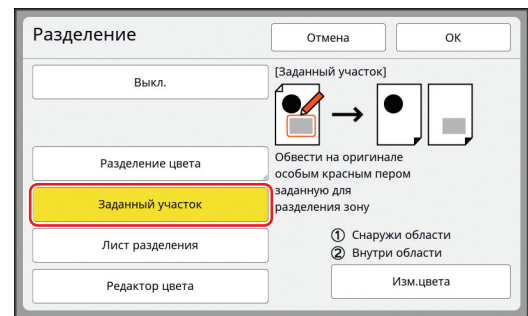 Разделение
Отмена
ОК
Выкл.
[Заданный участок]
Разделение цвета
Обвести на оригинале
особым красным пером
заданную для
разделения зону
Заданный участок
Лист разделения
① Снаружи области
② Внутри области
Редактор цвета
Изм.цвета